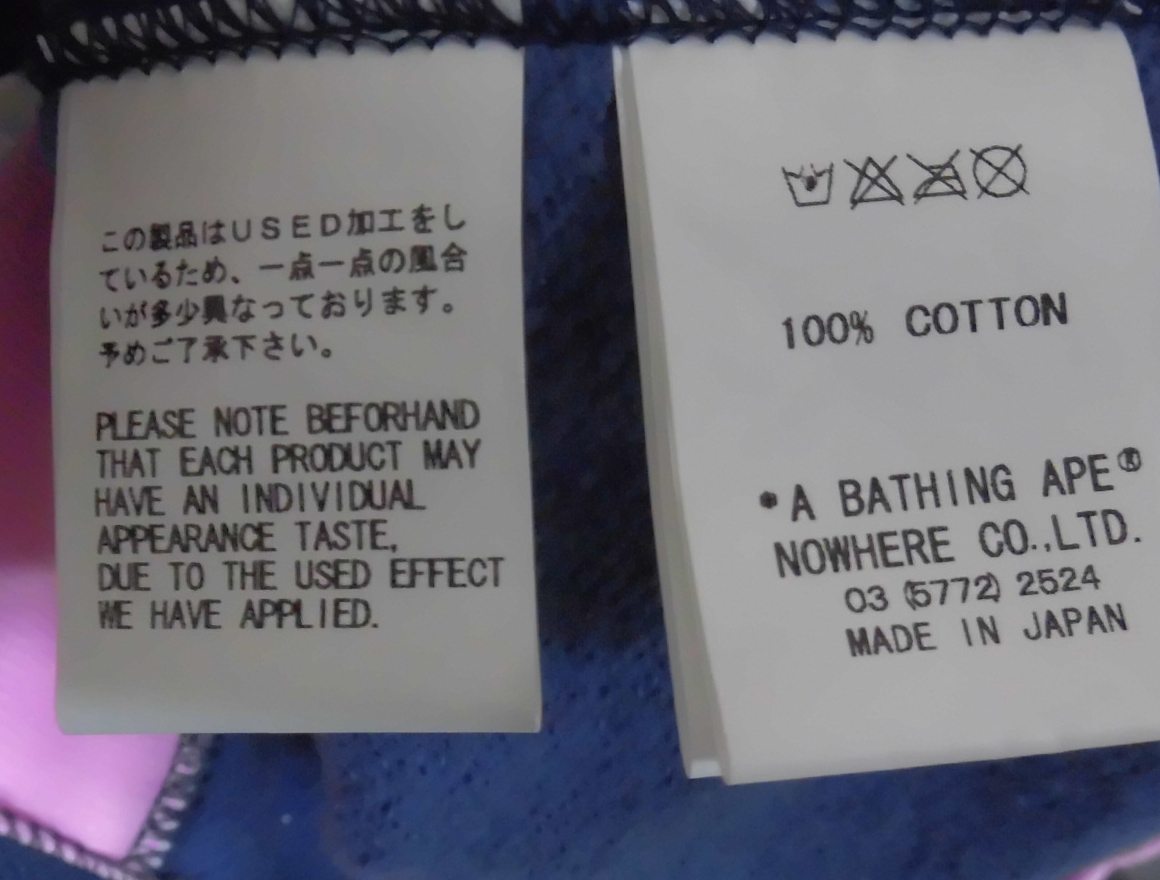 この製品はUSED加工をし
ているため、一点一点の風合
いが多少異なっております。
予めご了承下さい。
PLEASE NOTE BEFORHAND
THAT EACH PRODUCT MAY
HAVE AN INDIVIDUAL
APPEARANCE TASTE,
DUE TO THE USED EFFECT
WE HAVE APPLIED.
100% COTTON
*A BATHING APE®
NOWHERE CO.,LTD.
03 (5772) 2524
MADE IN JAPAN